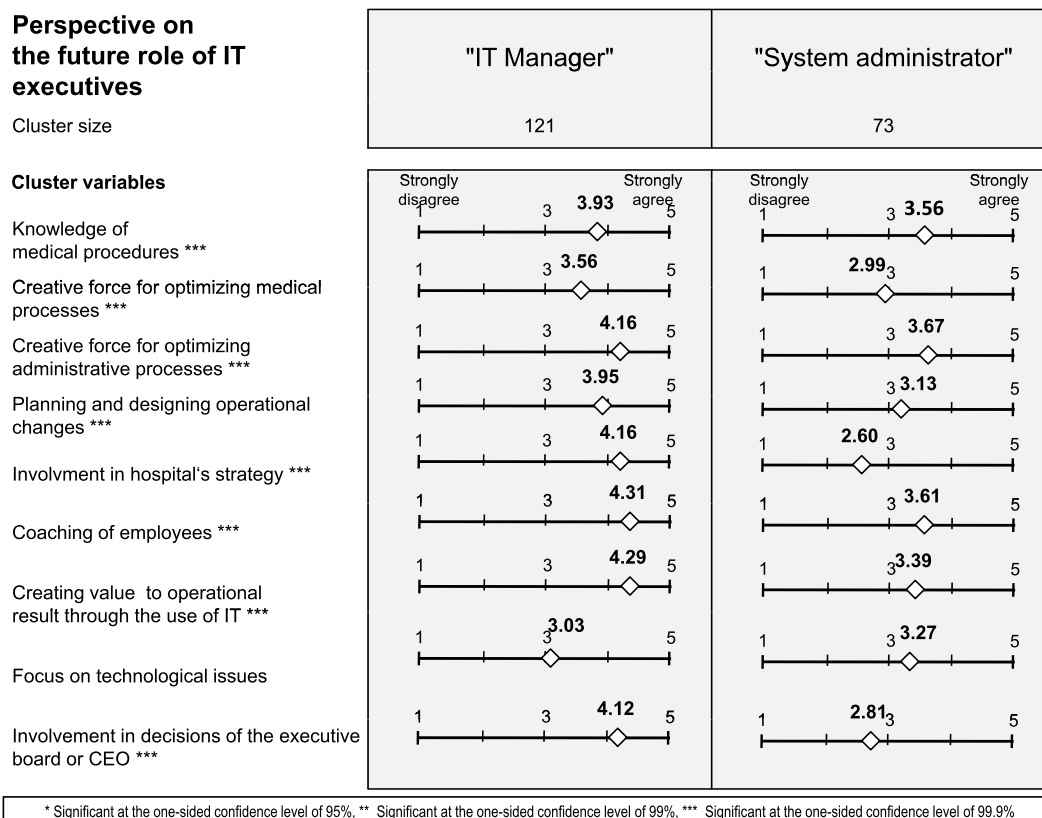 Perspective on
the future role of IT
executives
"IT Manager"
"System administrator"
Cluster size
121
73
Cluster variables
Strongly
disagree
Strongly
agree
Strongly
disagree
Strongly
agree
Knowledge of
medical procedures ***
1 3 3.93 5
1 3 3.56 5
Creative force for optimizing medical
processes ***
1 3 3.56 5
1 2.99 3 5
Creative force for optimizing
administrative processes ***
1 3 4.16 5
1 3 3.67 5
Planning and designing operational
changes ***
1 3 3.95 5
1 3 3.13 5
Involvment in hospital‘s strategy ***
1 3 4.16 5
1 2.60 3 5
Coaching of employees ***
1 3 4.31 5
1 3 3.61 5
Creating value to operational
result through the use of IT ***
1 3 4.29 5
1 3 3.39 5
Focus on technological issues
1 3 3.03 5
1 3 3.27 5
Involvement in decisions of the executive
board or CEO ***
1 3 4.12 5
1 2.81 3 5
* Significant at the one-sided confidence level of 95%, ** Significant at the one-sided confidence level of 99%, *** Significant at the one-sided confidence level of 99.9%